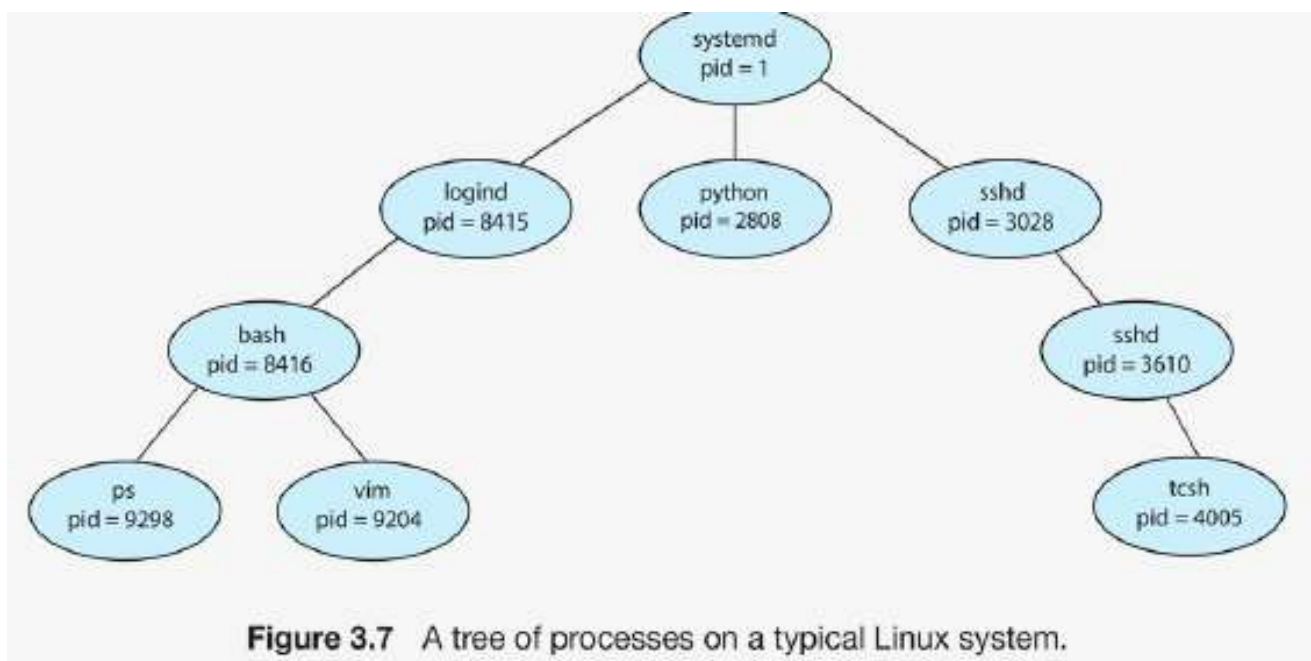 systemd
pid = 1
logind
pid = 8415
python
pid = 2808
sshd
pid = 3028
bash
pid = 8416
sshd
pid = 3610
ps
pid = 9298
vim
pid = 9204
tcsh
pid = 4005
Figure 3.7 A tree of processes on a typical Linux system.